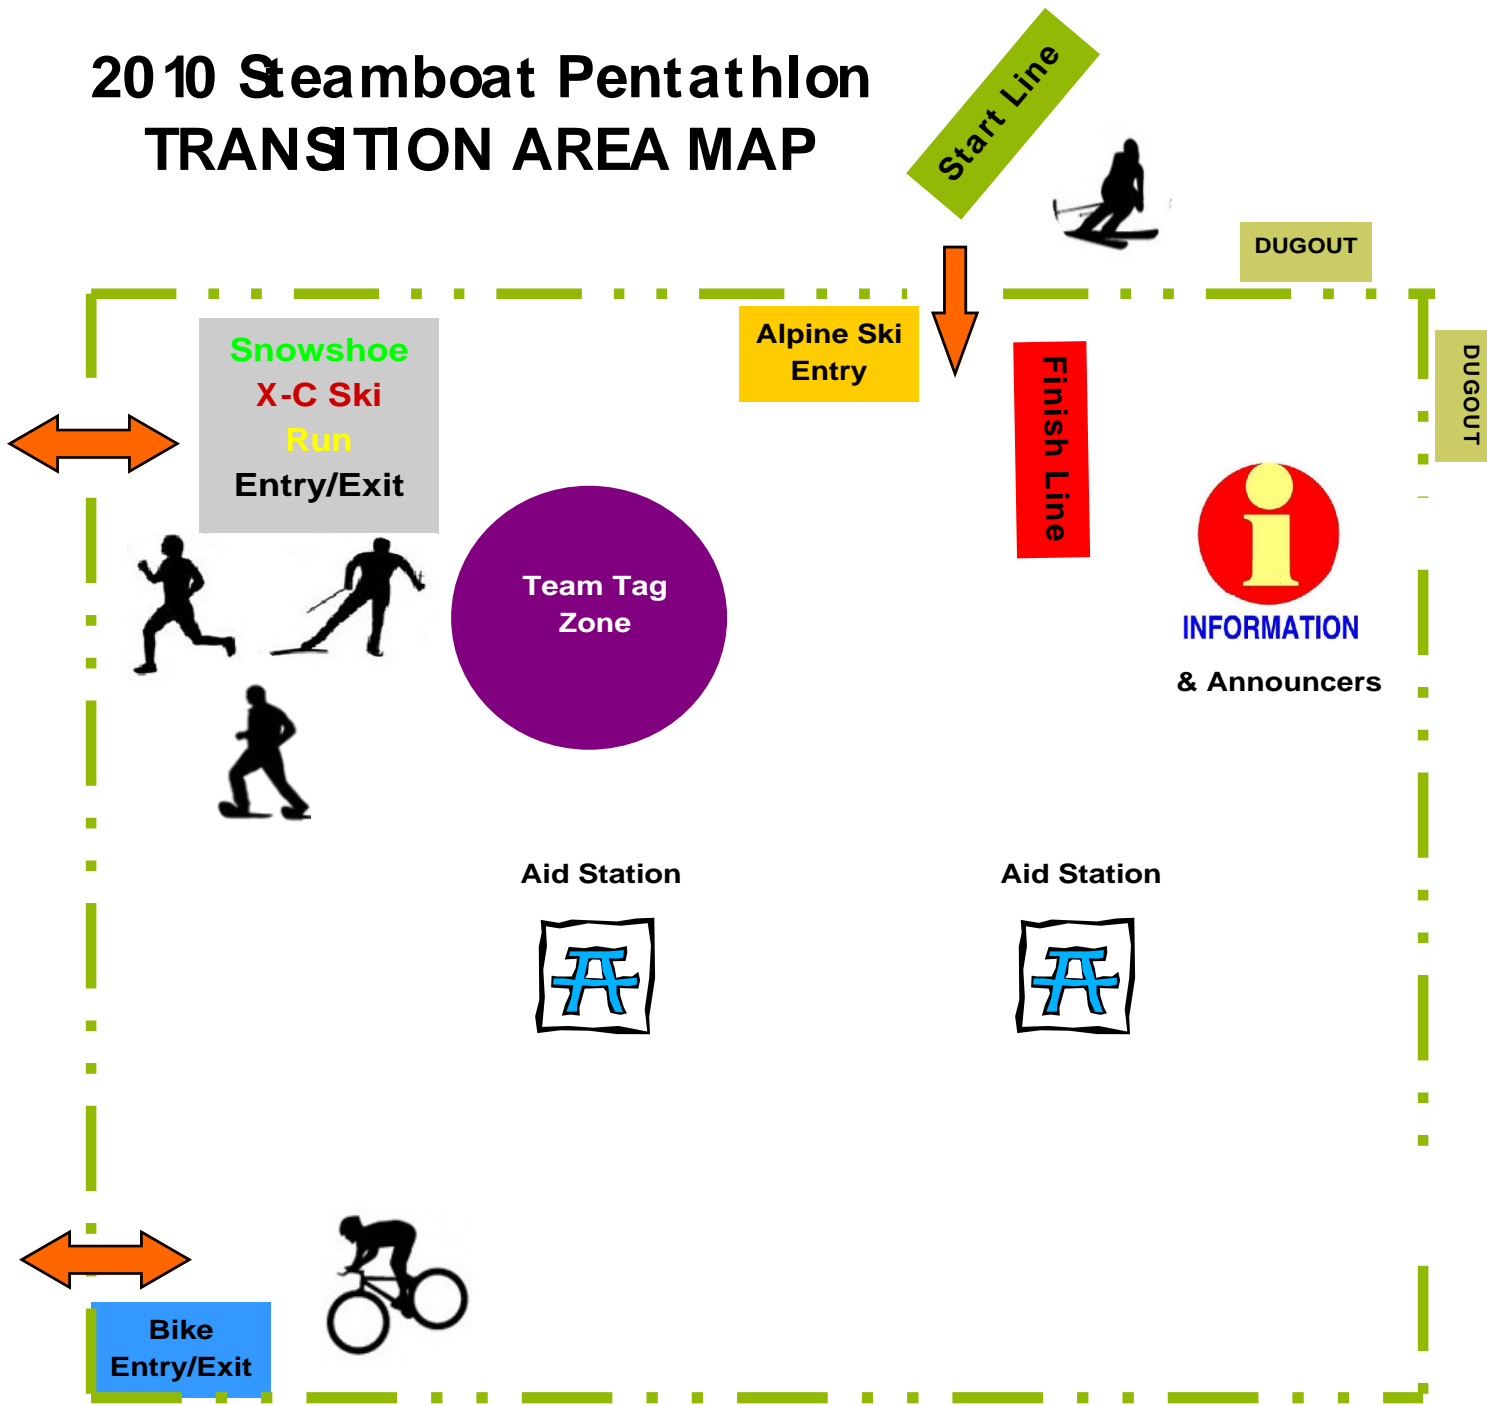 2010 Steamboat Pentathlon
TRANSITION AREA MAP
Start Line
DUGOUT
DUGOUT
Alpine Ski
Entry
Snowshoe
X-C Ski
Run
Entry/Exit
Finish Line
Team Tag
Zone
INFORMATION
& Announcers
Aid Station
Aid Station
Bike
Entry/Exit